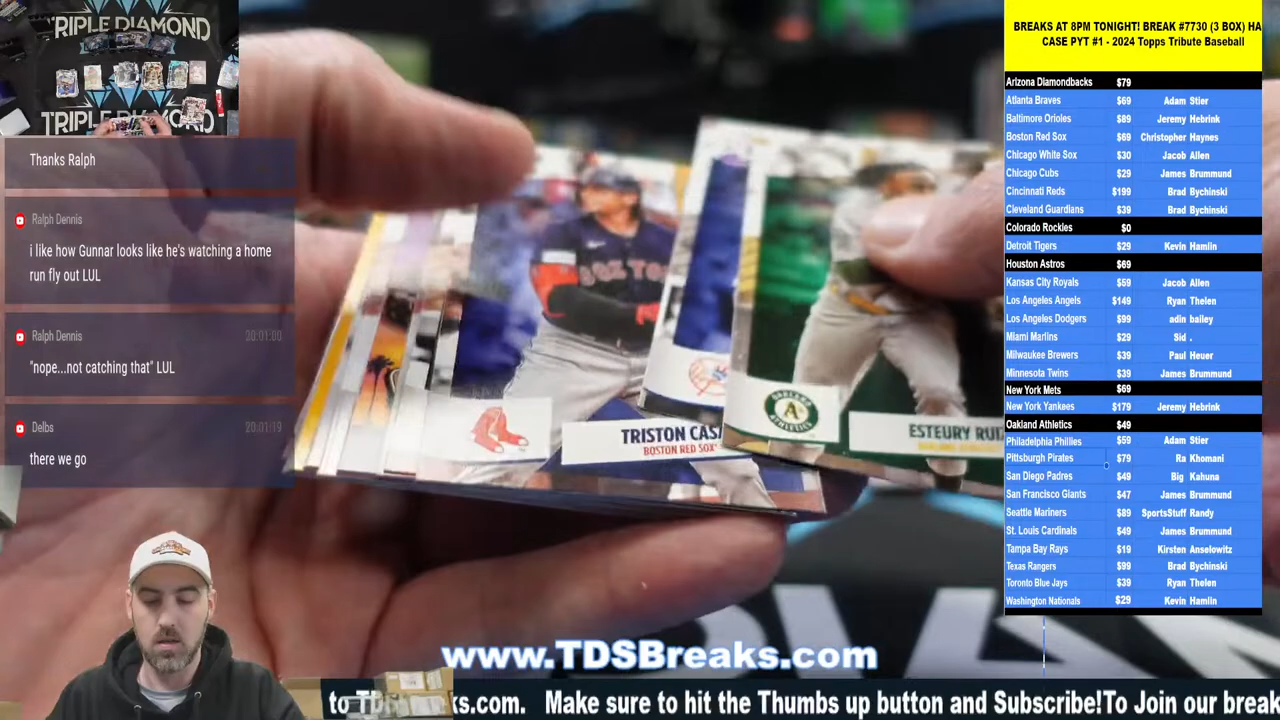 TRIPLE DIAMOND
TRIPLE DIAMOND
Thanks Ralph
Ralph Dennis
i like how Gunnar looks like he's watching a home
run fly out LUL
Ralph Dennis 20:01:00
"nope...not catching that" LUL
Delbs 20:01:19
there we go
RED SOX
TRISTON CASA
BOSTON RED SOX
A's
ESTEURY RUI
BREAKS AT 8PM TONIGHT! BREAK #7730 (3 BOX) HA
CASE PYT #1 - 2024 Topps Tribute Baseball
Arizona Diamondbacks $79
Atlanta Braves $69 Adam Stier
Baltimore Orioles $89 Jeremy Hebrink
Boston Red Sox $69 Christopher Haynes
Chicago White Sox $30 Jacob Allen
Chicago Cubs $29 James Brummund
Cincinnati Reds $199 Brad Bychinski
Cleveland Guardians $39 Brad Bychinski
Colorado Rockles $0
Detroit Tigers $29 Kevin Hamlin
Houston Astros $69
Kansas City Royals $59 Jacob Allen
Los Angeles Angels $149 Ryan Thelen
Los Angeles Dodgers $99 adin bailey
Miami Marlins $29 Sid .
Milwaukee Brewers $39 Paul Heuer
Minnesota Twins $39 James Brummund
New York Mets $69
New York Yankees $179 Jeremy Hebrink
Oakland Athletics $49
Philadelphia Phillies $59 Adam Stier
Pittsburgh Pirates $79 Ra Khomani
San Diego Padres $49 Big Kahuna
San Francisco Giants $47 James Brummund
Seattle Mariners $89 SportsStuff Randy
St. Louis Cardinals $49 James Brummund
Tampa Bay Rays $19 Kirsten Anselowitz
Texas Rangers $99 Brad Bychinski
Toronto Blue Jays $39 Ryan Thelen
Washington Nationals $29 Kevin Hamlin
www.TDSBreaks.com
ks.com. Make sure to hit the Thumbs up button and Subscribe!To Join our break